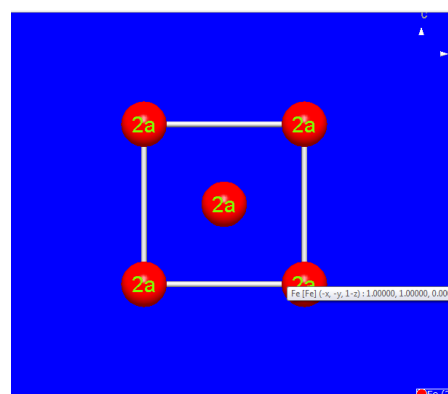 c
2a 2a
2a
2a 2a
Fe [Fe] (-x, -y, 1-z) : 1.00000, 1.00000, 0.00